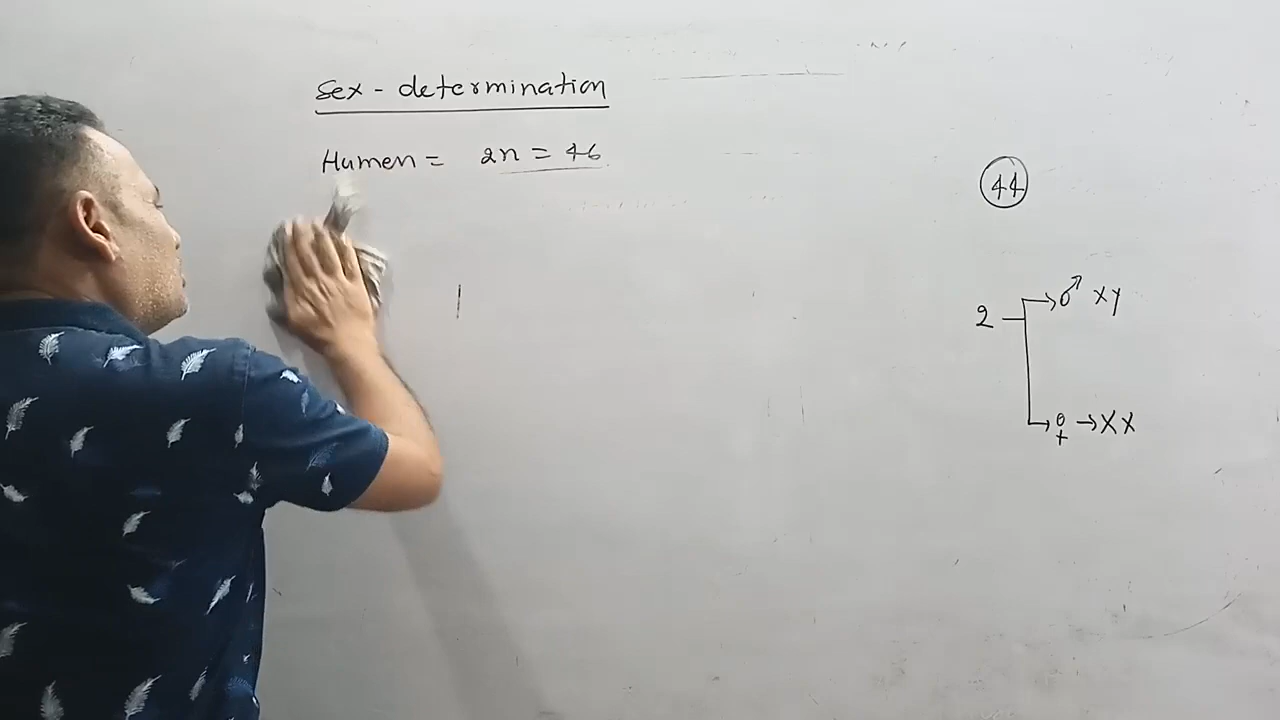 Sex - determination
Humen = 2n = 46
44
2 → ♂ XY
→ ♀ → XX